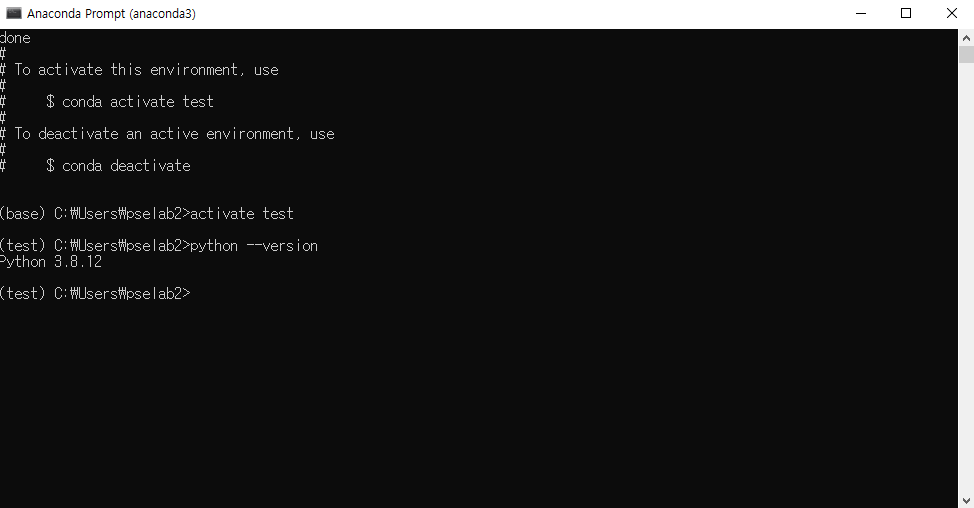 Anaconda Prompt (anaconda3)
done
#
# To activate this environment, use
#
#     $ conda activate test
#
# To deactivate an active environment, use
#
#     $ conda deactivate
(base) C:₩Users₩pselab2>activate test
(test) C:₩Users₩pselab2>python --version
Python 3.8.12
(test) C:₩Users₩pselab2>